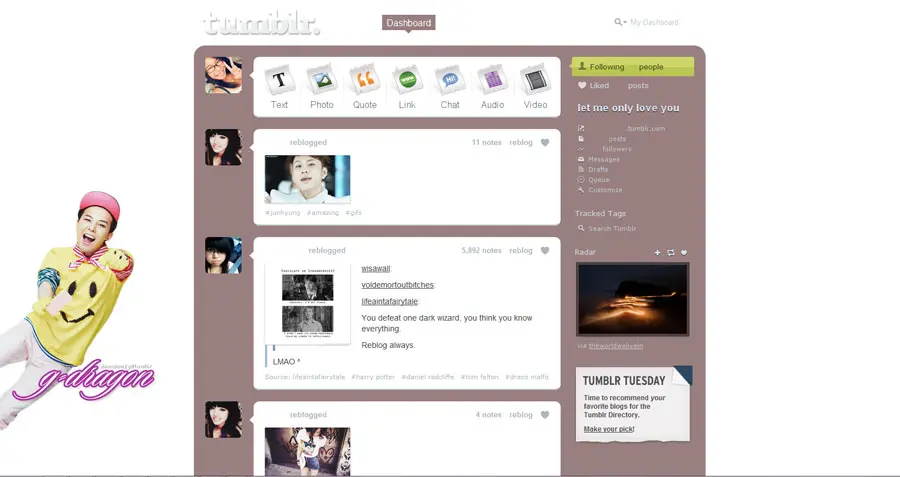 tumblr.
Dashboard
My Dashboard
Text Photo Quote Link Chat Audio Video
reblogged 11 notes reblog
#junhyung #amazing #gifs
reblogged 5,892 notes reblog
wisawall:
voldemortoutbitches:
lifeaintafairytale:
You defeat one dark wizard, you think you know
everything.
Reblog always.
LMAO ^
Source: lifeaintafairytale #harry potter #daniel radcliffe #tom felton #draco malfo
reblogged 4 notes reblog
Following people
Liked posts
let me only love you
.tumblr.com
posts
followers
Messages
Drafts
Queue
Customize
Tracked Tags
Search Tumblr
Radar
via theworldwelivein
TUMBLR TUESDAY
Time to recommend your
favorite blogs for the
Tumblr Directory.
Make your pick!
g-dragon